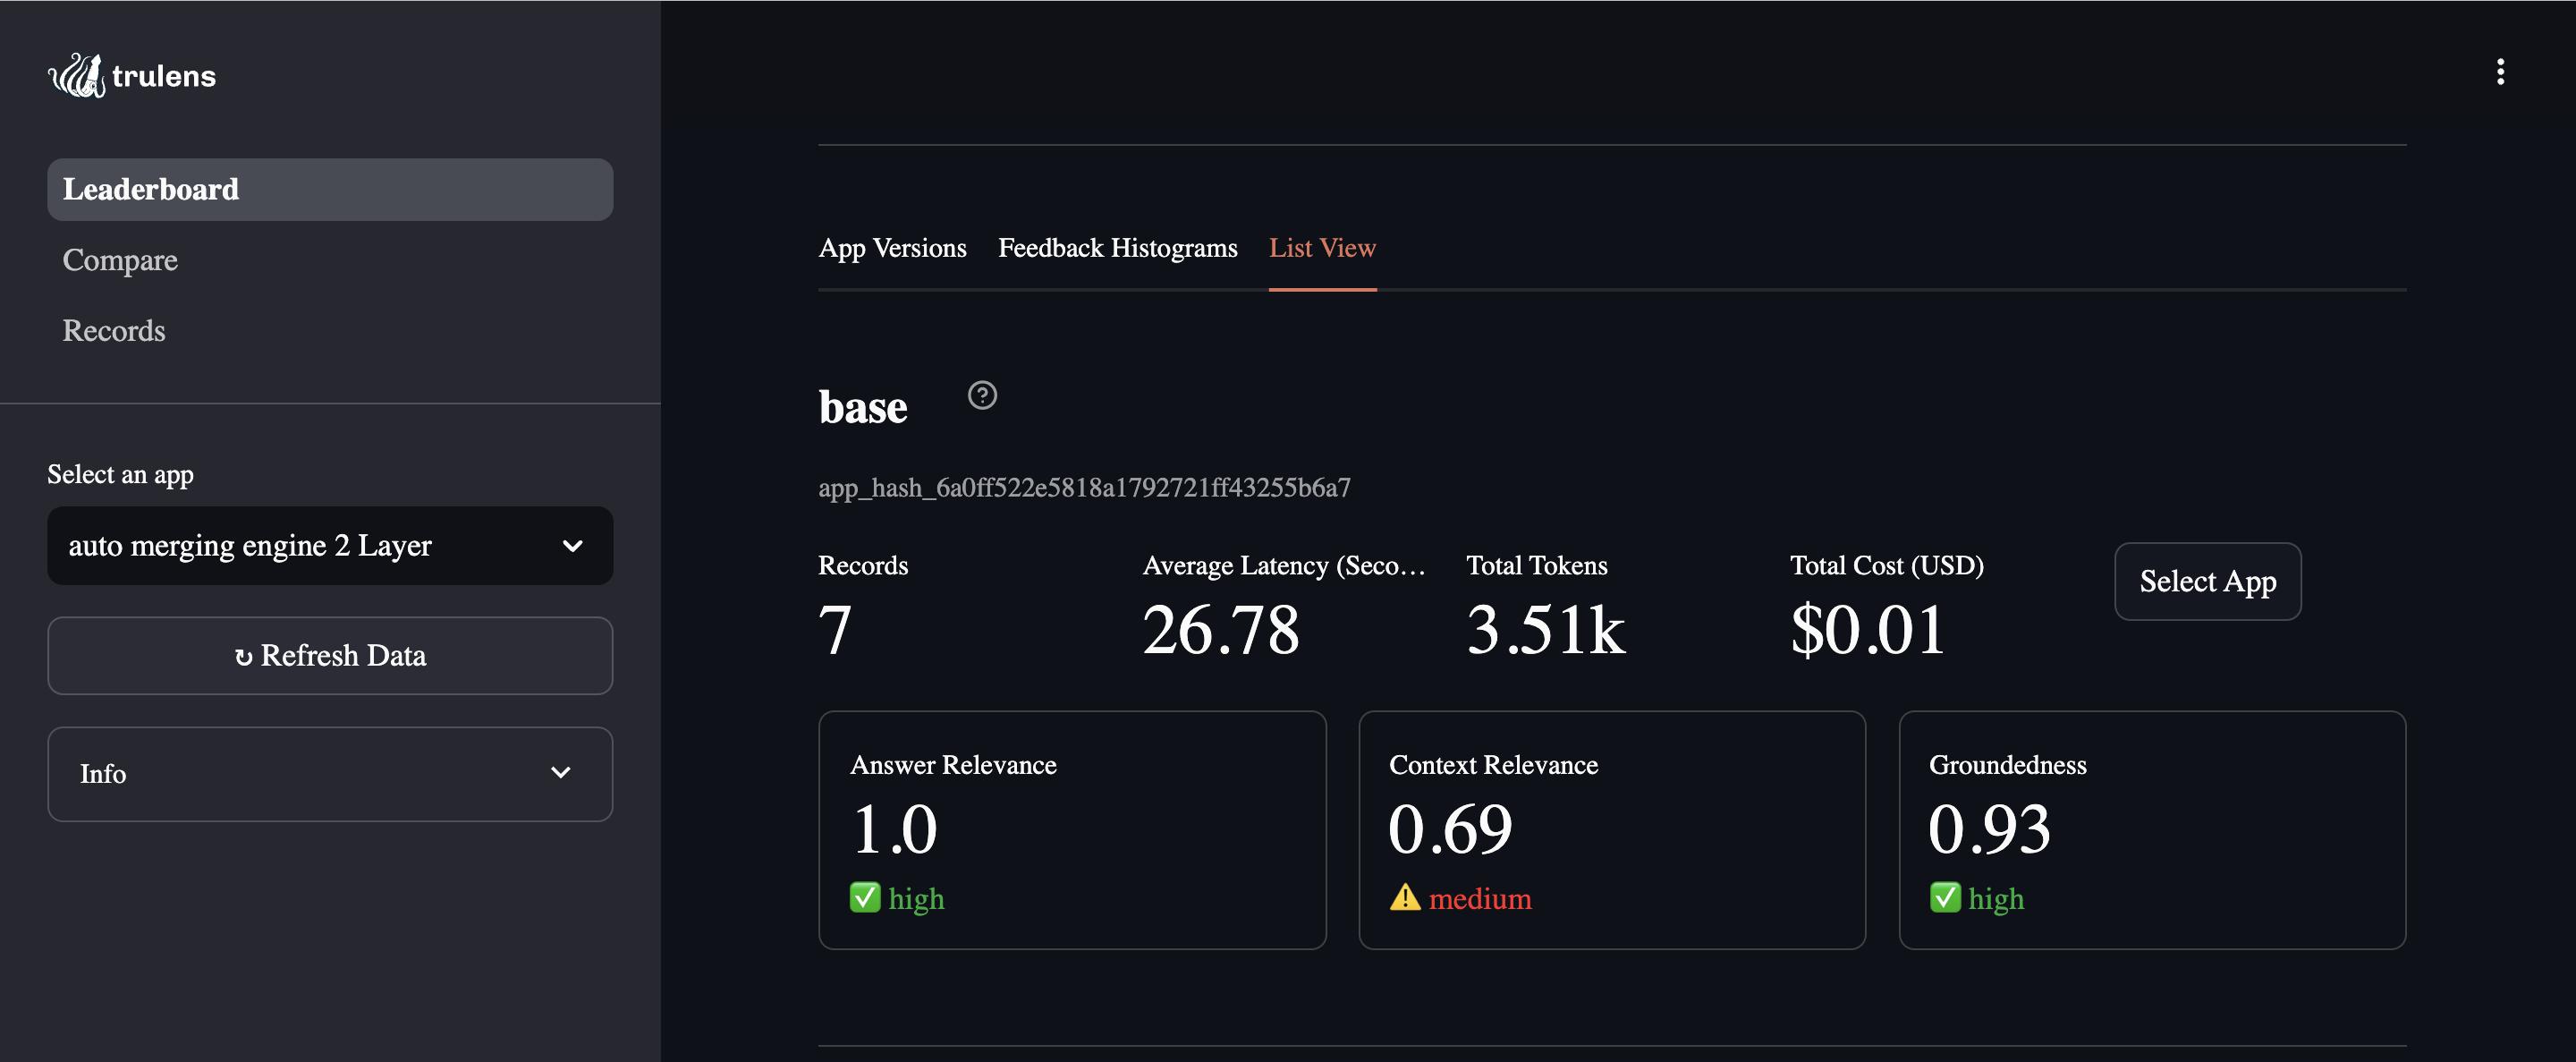 trulens
Leaderboard
Compare
Records
Select an app
auto merging engine 2 Layer
↻ Refresh Data
Info
App Versions Feedback Histograms List View
base
app_hash_6a0ff522e5818a1792721ff43255b6a7
Records Average Latency (Seco… Total Tokens Total Cost (USD)
7 26.78 3.51k $0.01
Select App
Answer Relevance
1.0
✅ high
Context Relevance
0.69
⚠️ medium
Groundedness
0.93
✅ high